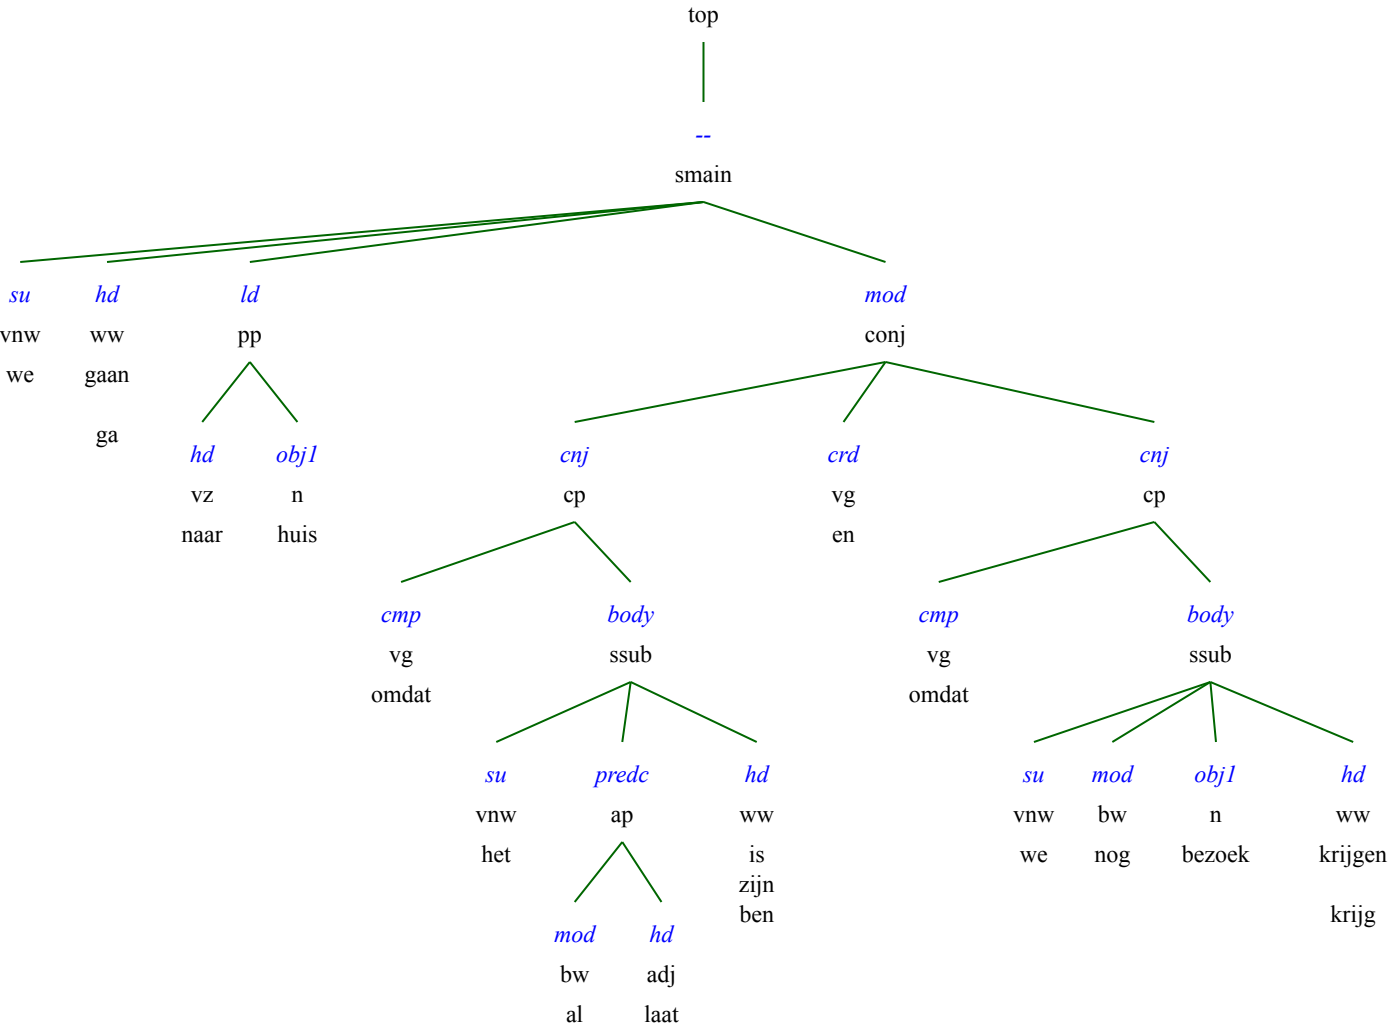 top
--
smain
su hd ld mod
vnw ww pp conj
we gaan
ga
hd obj1 cnj crd cnj
vz n cp vg cp
naar huis en
cmp body cmp body
vg ssub vg ssub
omdat omdat
su predc hd su mod obj1 hd
vnw ap ww vnw bw n ww
het is we nog bezoek krijgen
zijn
ben krijg
mod hd
bw adj
al laat